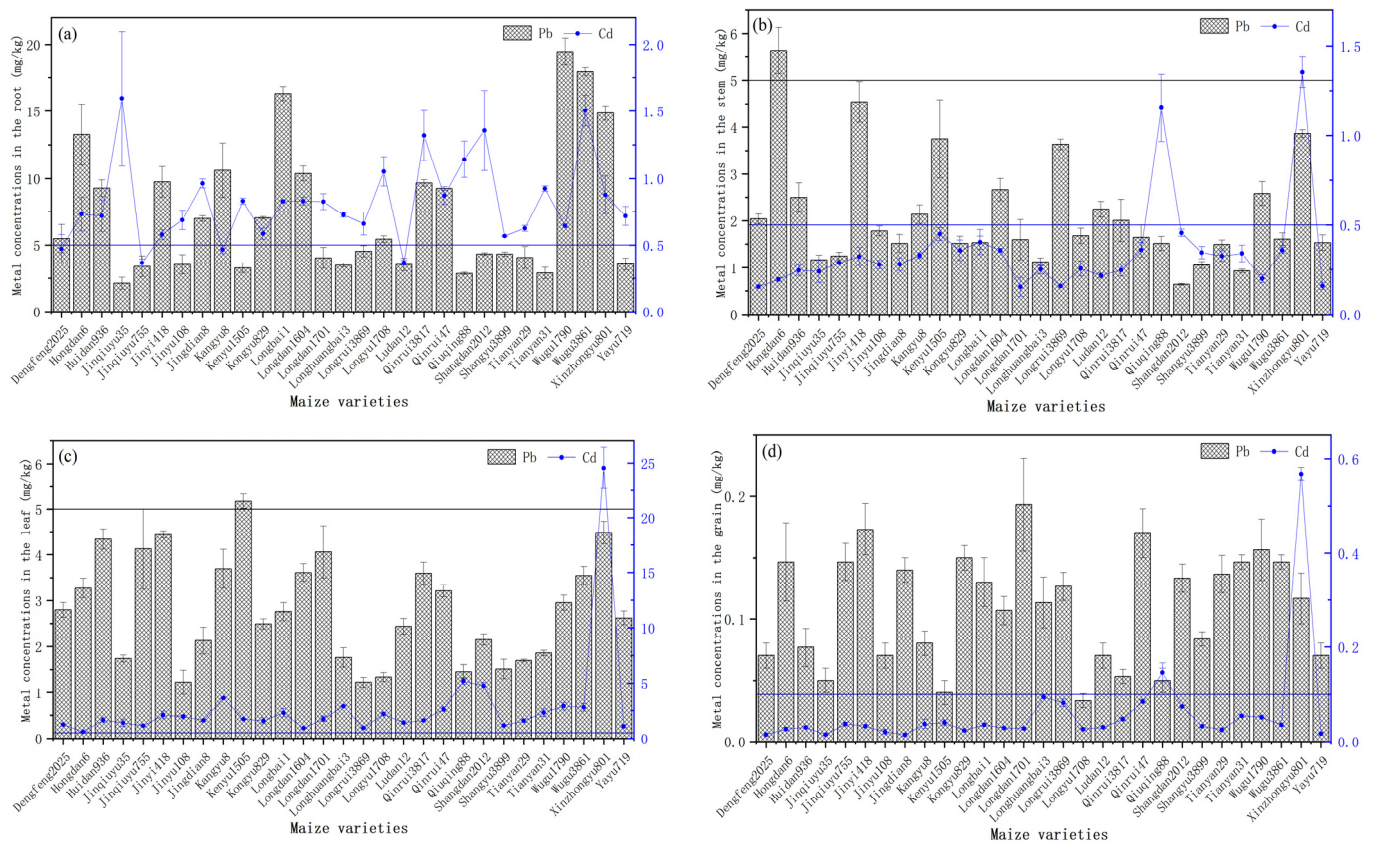 (a)
Pb
Cd
Metal concentrations in the root (mg/kg)
20
15
10
5
0
2.0
1.5
1.0
0.5
0.0
Dengfeng2025
Hongdan6
Huidan936
Jinqiuyu35
Jinqiuyu755
Jinyi418
Jinyu108
Jingdian8
Kangyu8
Kenyu1505
Kongyu829
Longbai1
Longdan1604
Longdan1701
Longhuangbai3
Longrui3869
Longyu1708
Ludan12
Qinrui3817
Qinrui47
Qiuqing88
Shangdan2012
Shangyu3899
Tianyan29
Tianyan31
Wugu1790
Wugu3861
Xinzhongyu801
Yayu719
Maize varieties
(b)
Pb
Cd
Metal concentrations in the stem (mg/kg)
6
5
4
3
2
1
0
1.5
1.0
0.5
0.0
Dengfeng2025
Hongdan6
Huidan936
Jinqiuyu35
Jinqiuyu755
Jinyi418
Jinyu108
Jingdian8
Kangyu8
Kenyu1505
Kongyu829
Longbai1
Longdan1604
Longdan1701
Longhuangbai3
Longrui3869
Longyu1708
Ludan12
Qinrui3817
Qinrui47
Qiuqing88
Shangdan2012
Shangyu3899
Tianyan29
Tianyan31
Wugu1790
Wugu3861
Xinzhongyu801
Yayu719
Maize varieties
(c)
Pb
Cd
Metal concentrations in the leaf (mg/kg)
6
5
4
3
2
1
0
25
20
15
10
5
0
Dengfeng2025
Hongdan6
Huidan936
Jinqiuyu35
Jinqiuyu755
Jinyi418
Jinyu108
Jingdian8
Kangyu8
Kenyu1505
Kongyu829
Longbai1
Longdan1604
Longdan1701
Longhuangbai3
Longrui3869
Longyu1708
Ludan12
Qinrui3817
Qinrui47
Qiuqing88
Shangdan2012
Shangyu3899
Tianyan29
Tianyan31
Wugu1790
Wugu3861
Xinzhongyu801
Yayu719
Maize varieties
(d)
Pb
Cd
Metal concentrations in the grain (mg/kg)
0.2
0.1
0.0
0.6
0.4
0.2
0.0
Dengfeng2025
Hongdan6
Huidan936
Jinqiuyu35
Jinqiuyu755
Jinyi418
Jinyu108
Jingdian8
Kangyu8
Kenyu1505
Kongyu829
Longbai1
Longdan1604
Longdan1701
Longhuangbai3
Longrui3869
Longyu1708
Ludan12
Qinrui3817
Qinrui47
Qiuqing88
Shangdan2012
Shangyu3899
Tianyan29
Tianyan31
Wugu1790
Wugu3861
Xinzhongyu801
Yayu719
Maize varieties